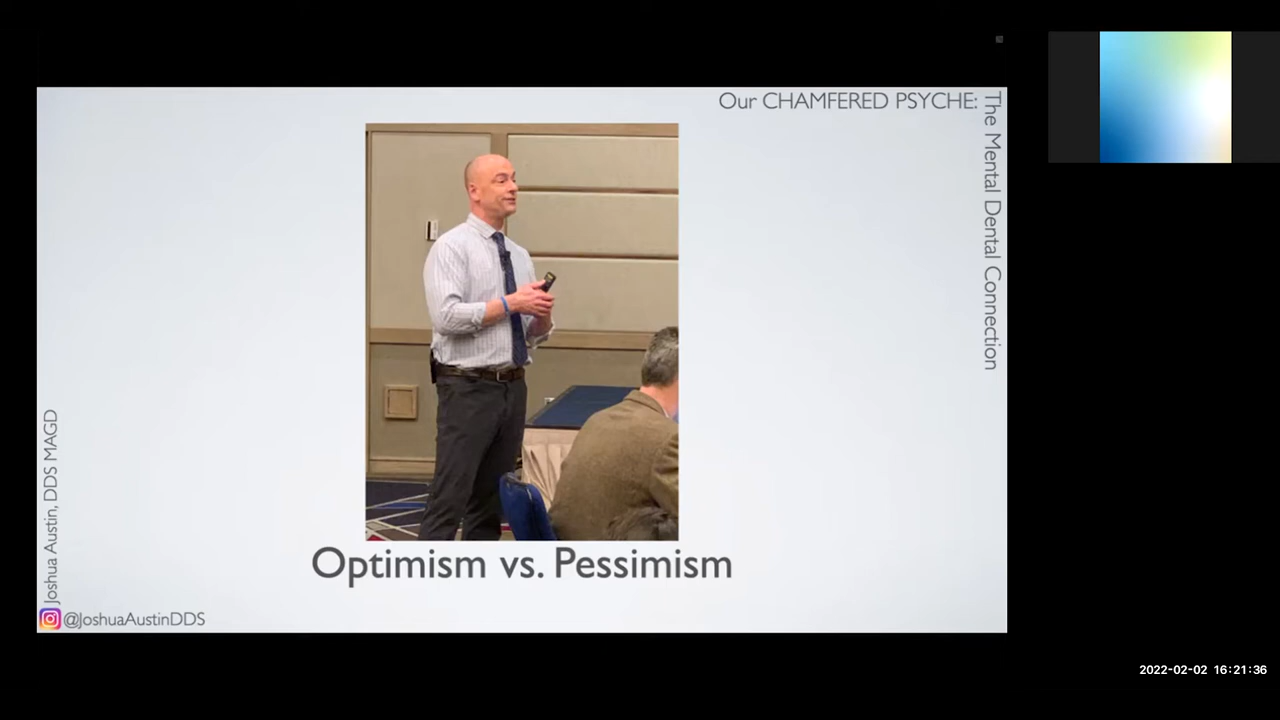 Our CHAMFERED PSYCHE:
The Mental Dental Connection
Optimism vs. Pessimism
Joshua Austin, DDS MAGD
@JoshuaAustinDDS
2022-02-02 16:21:36